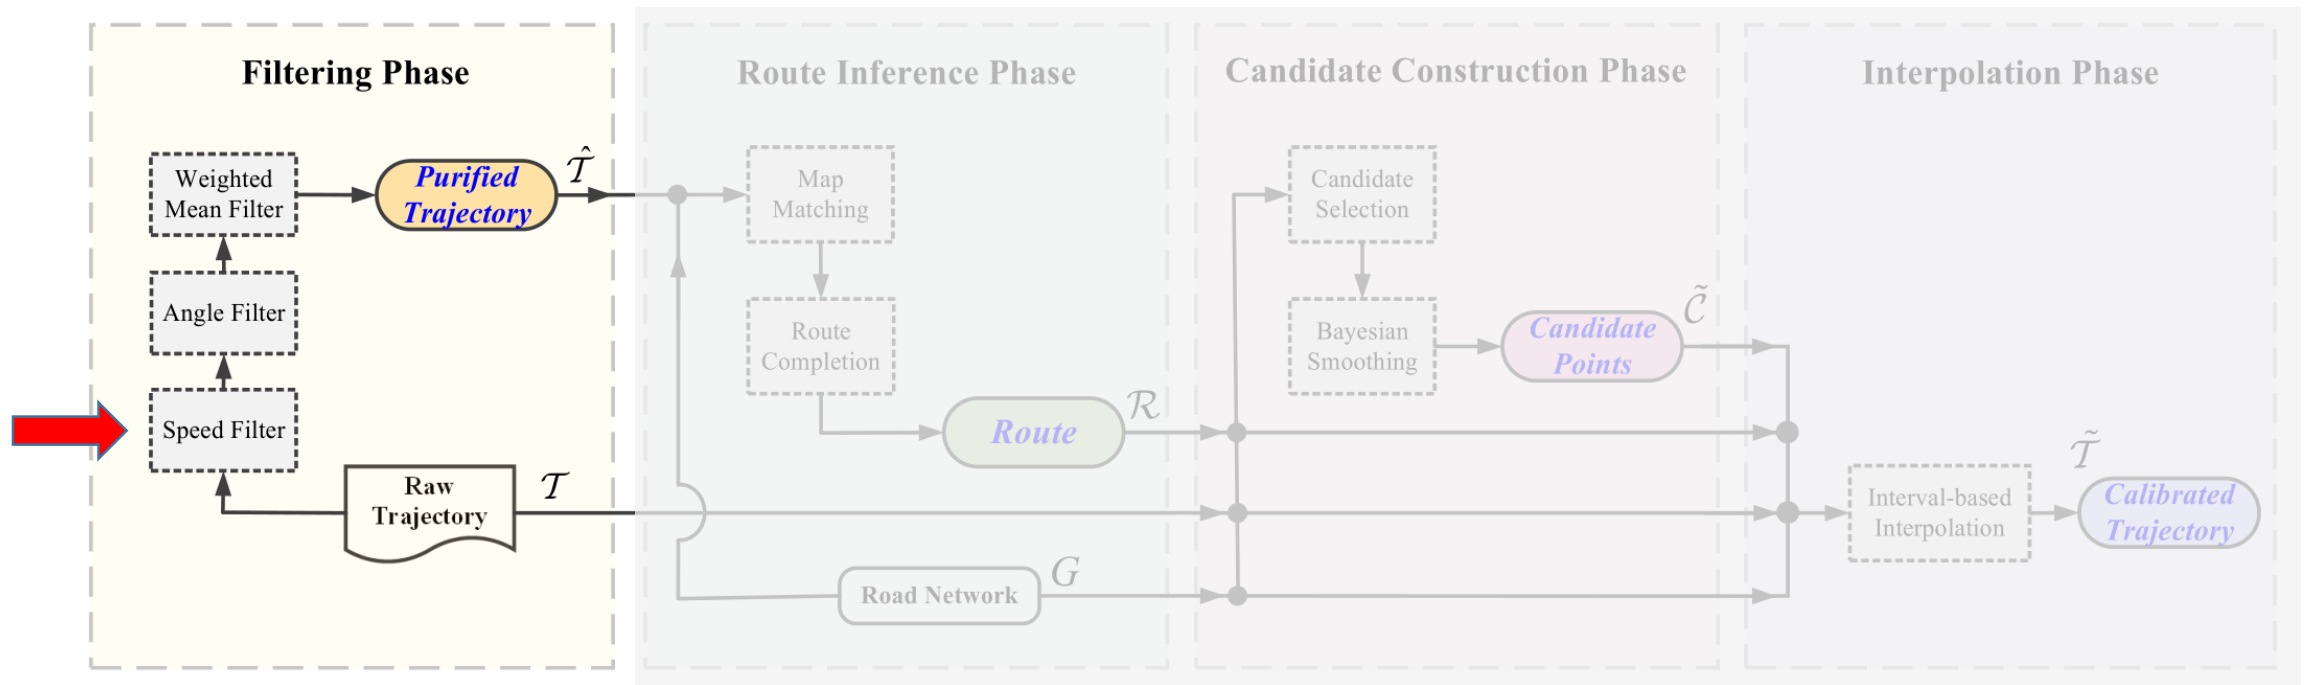 Filtering Phase
Weighted
Mean Filter
Purified
Trajectory
𝒯̂
Angle Filter
Speed Filter
Raw
Trajectory
𝒯
Route Inference Phase
Map
Matching
Route
Completion
Route
ℛ
Road Network
G
Candidate Construction Phase
Candidate
Selection
Bayesian
Smoothing
Candidate
Points
𝒞̃
Interpolation Phase
Interval-based
Interpolation
𝒯̃
Calibrated
Trajectory